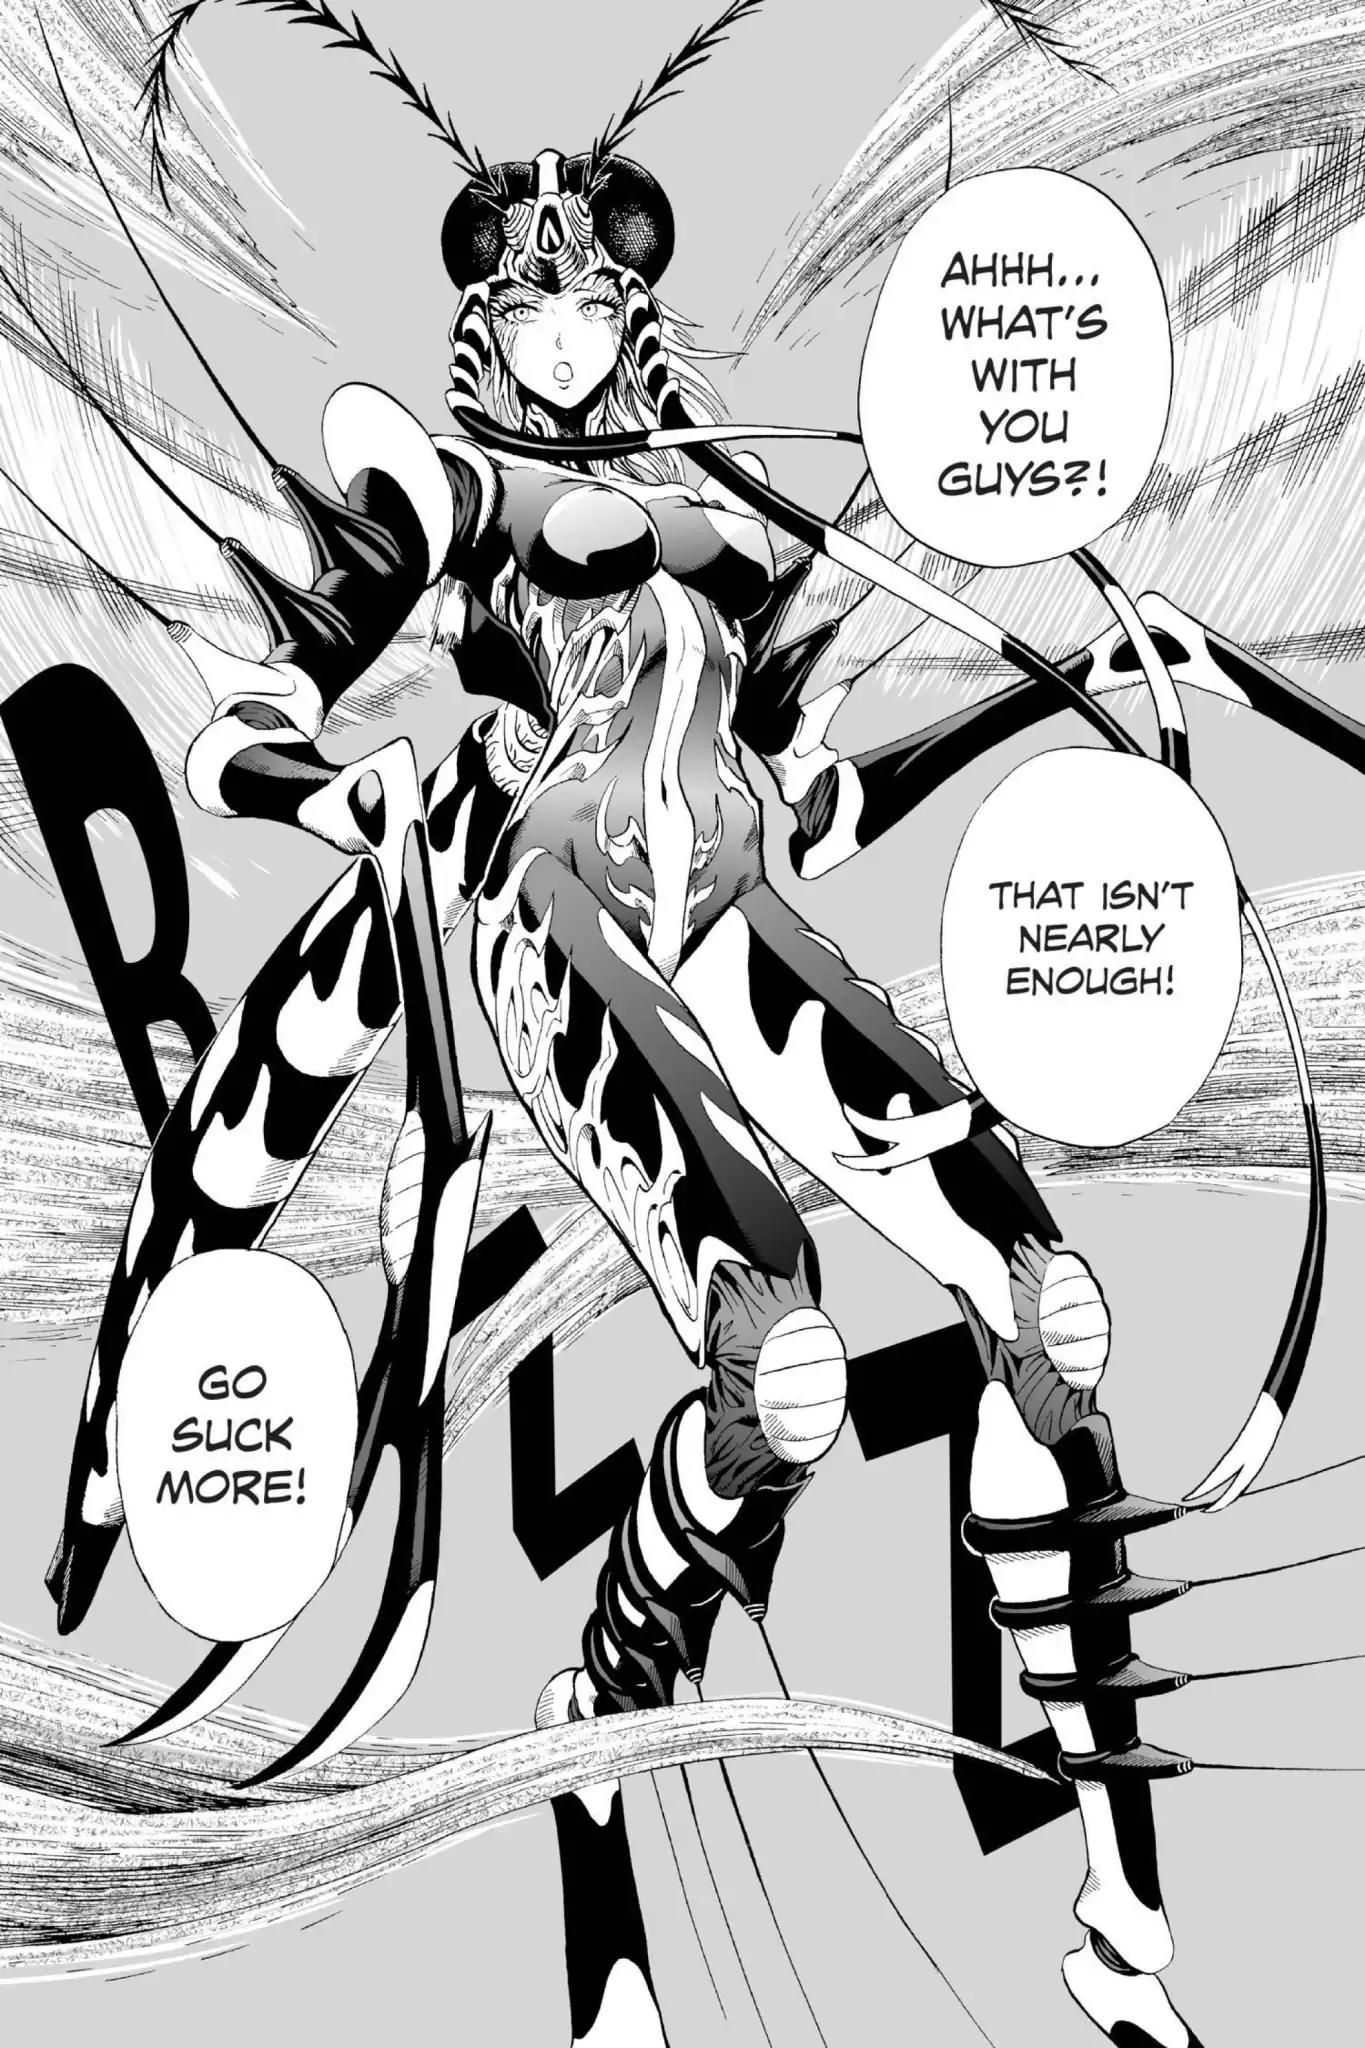 AHHH...
WHAT'S
WITH
YOU
GUYS?!
THAT ISN'T
NEARLY
ENOUGH!
GO
SUCK
MORE!